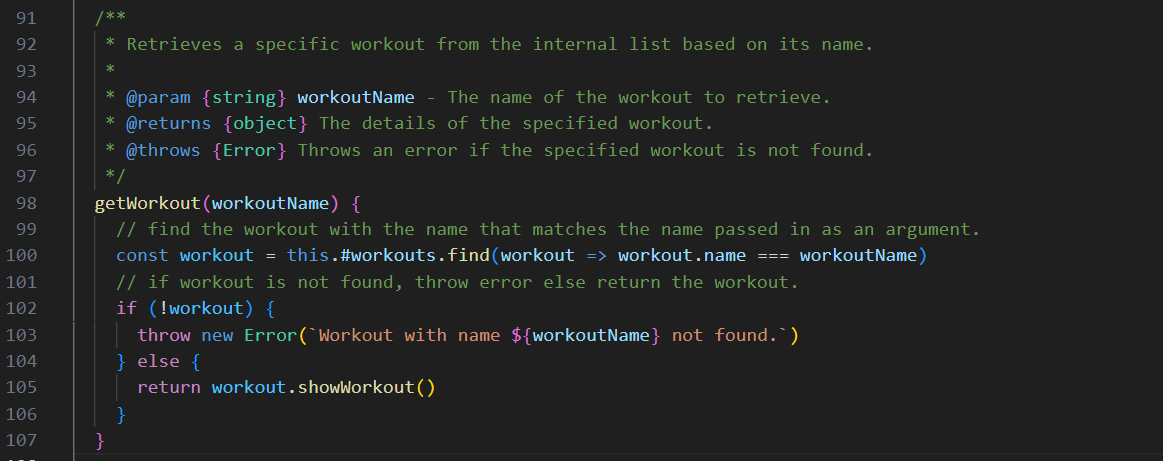 91 /**
92 * Retrieves a specific workout from the internal list based on its name.
93 *
94 * @param {string} workoutName - The name of the workout to retrieve.
95 * @returns {object} The details of the specified workout.
96 * @throws {Error} Throws an error if the specified workout is not found.
97 */
98 getWorkout(workoutName) {
99 // find the workout with the name that matches the name passed in as an argument.
100 const workout = this.#workouts.find(workout => workout.name === workoutName)
101 // if workout is not found, throw error else return the workout.
102 if (!workout) {
103 throw new Error(`Workout with name ${workoutName} not found.`)
104 } else {
105 return workout.showWorkout()
106 }
107 }